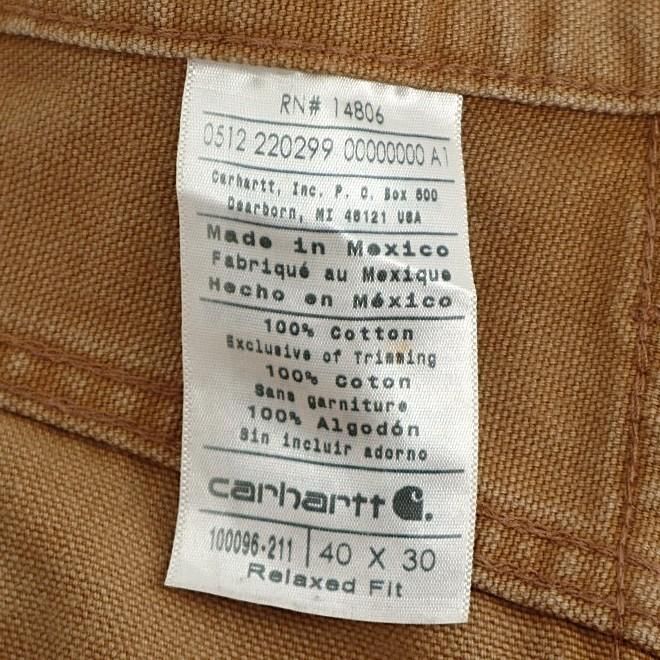 RN# 14806
0512 220299 00000000 A1
Carhartt, Inc. P. O. Box 600
Dearborn, MI 48121 USA
Made in Mexico
Fabriqué au Mexique
Hecho en México
100% Cotton
Exclusive of Trimming
100% Coton
Sans garniture
100% Algodón
Sin incluir adorno
carhartt
100096-211 | 40 X 30
Relaxed Fit